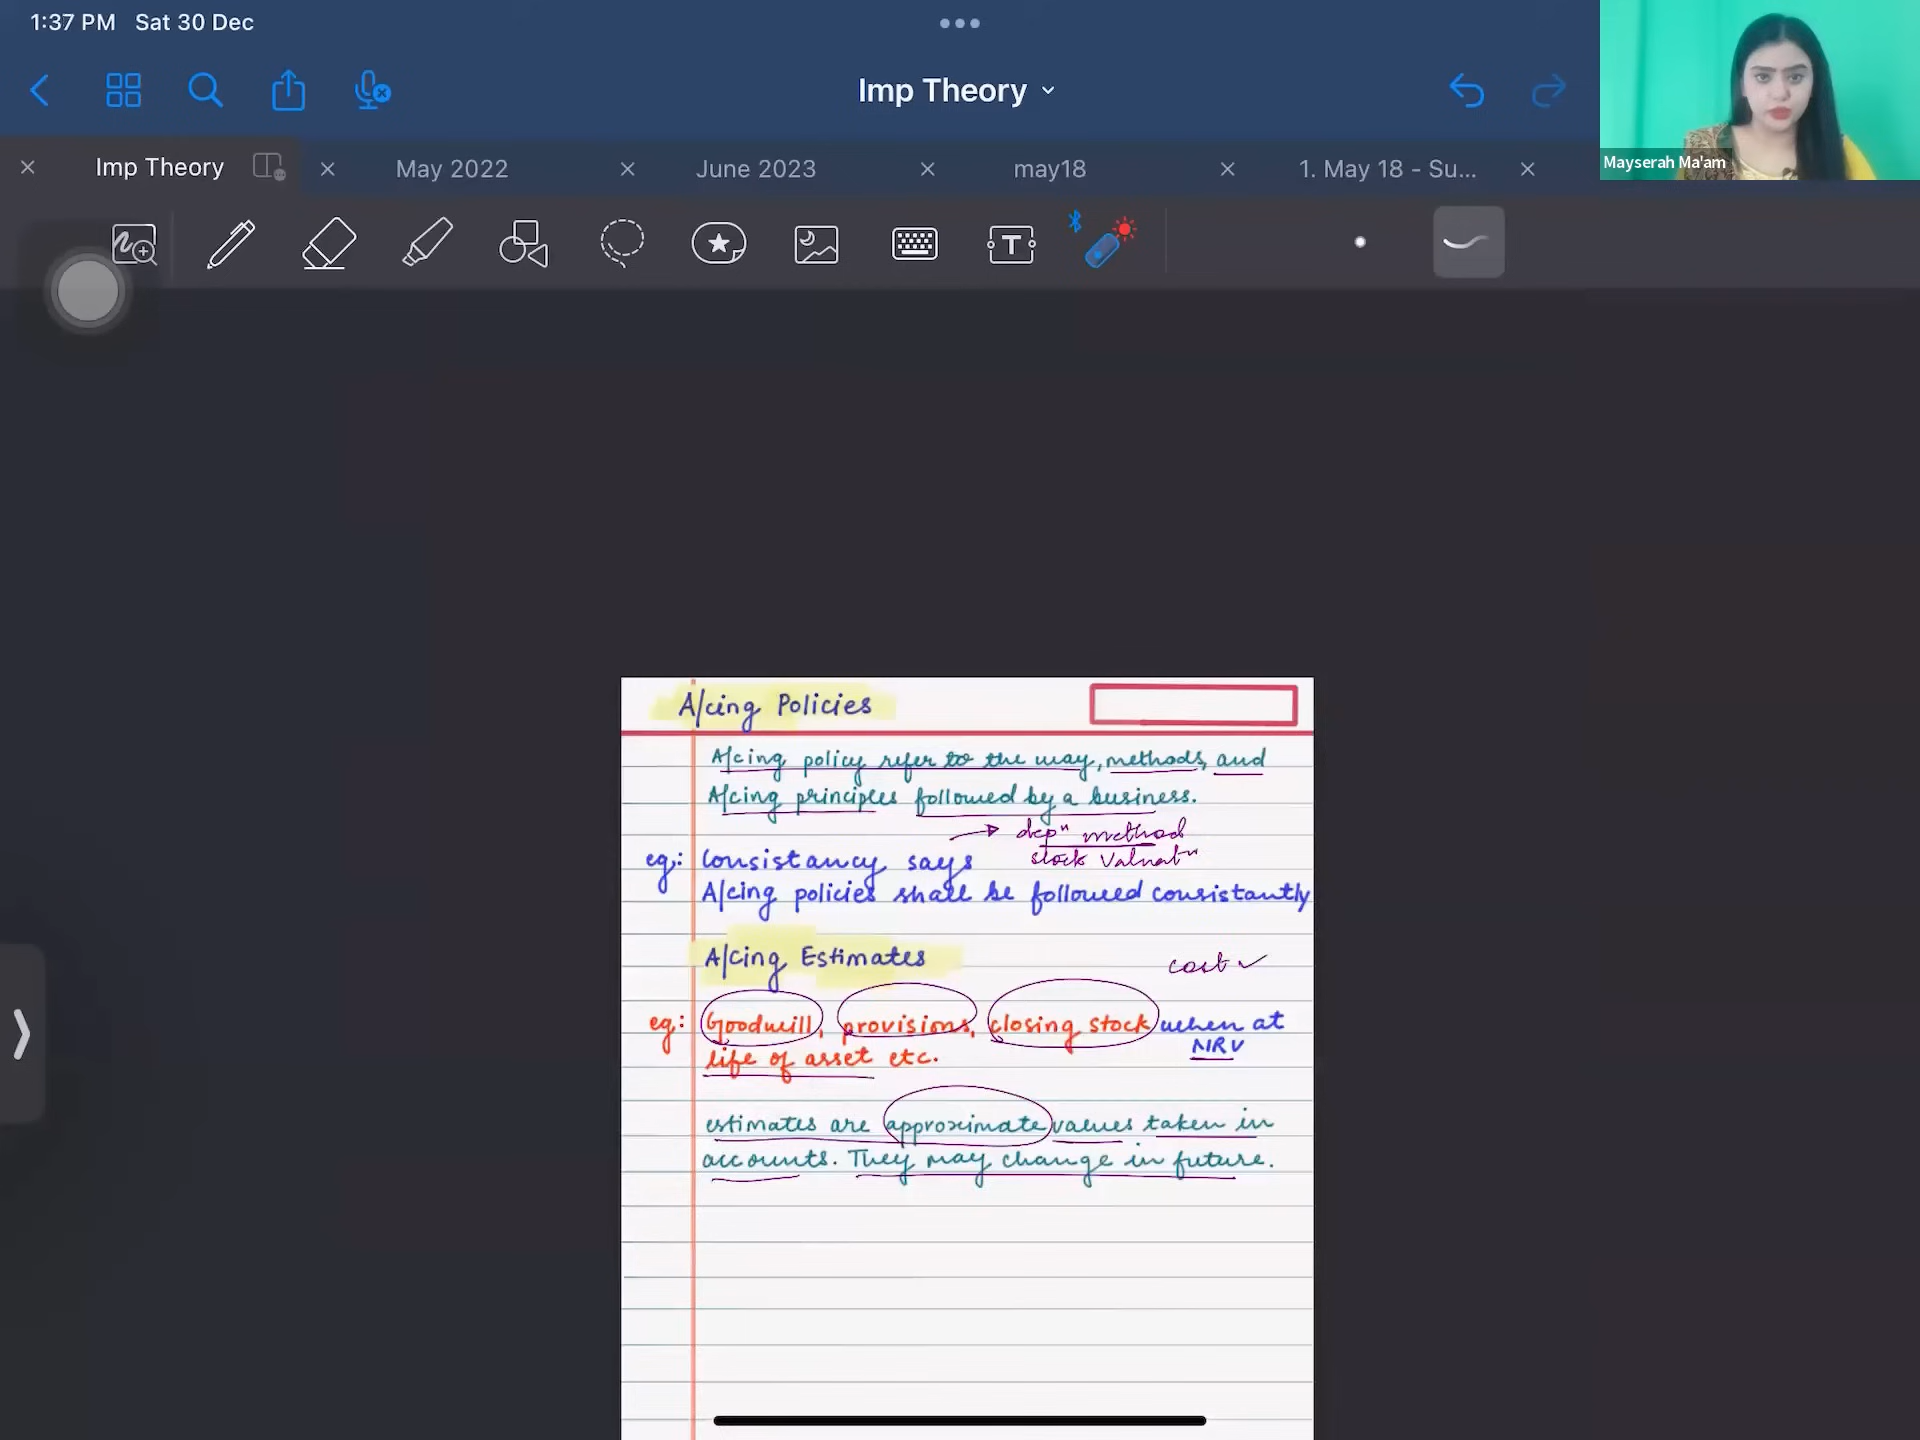 1:37 PM Sat 30 Dec
Imp Theory
Mayserah Ma'am
Imp Theory
May 2022
June 2023
may18
1. May 18 - Su...
T
A/cing Policies
A/cing policy refer to the way, methods, and
A/cing principles followed by a business.
depn method
stock Valuatn
eg: Consistancy says
A/cing policies shall be followed consistantly
A/cing Estimates
cost
eg: Goodwill, provisions, closing stock when at
NRV
life of asset etc.
estimates are approximate values taken in
accounts. They may change in future.